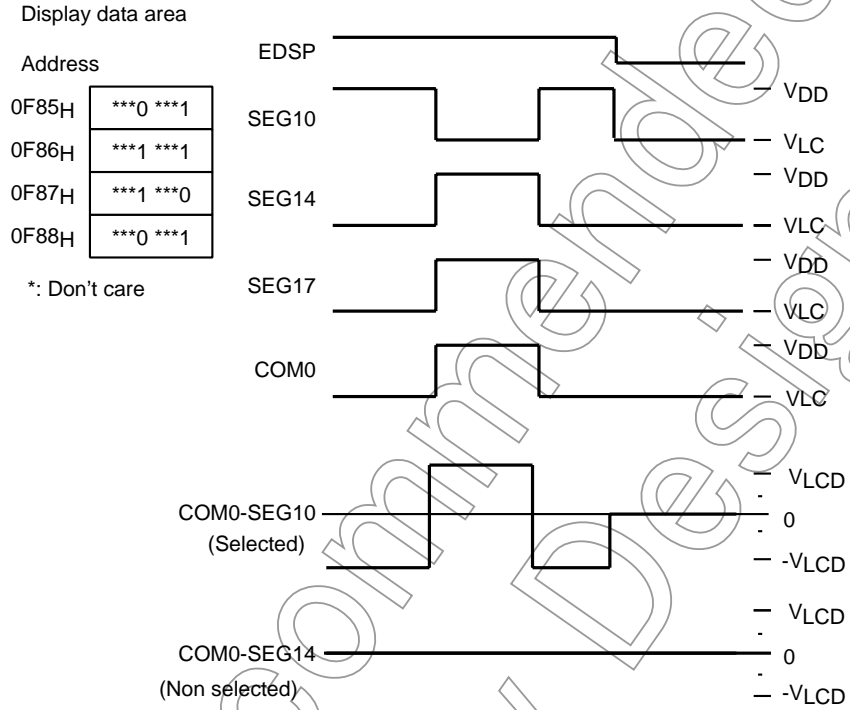 Display data area
Address
0F85H ***0 ***1
0F86H ***1 ***1
0F87H ***1 ***0
0F88H ***0 ***1
*: Don't care
EDSP
SEG10
VDD
VLC
SEG14
VDD
VLC
SEG17
VDD
VLC
COM0
VDD
VLC
COM0-SEG10
(Selected)
VLCD
0
-VLCD
COM0-SEG14
(Non selected)
VLCD
0
-VLCD